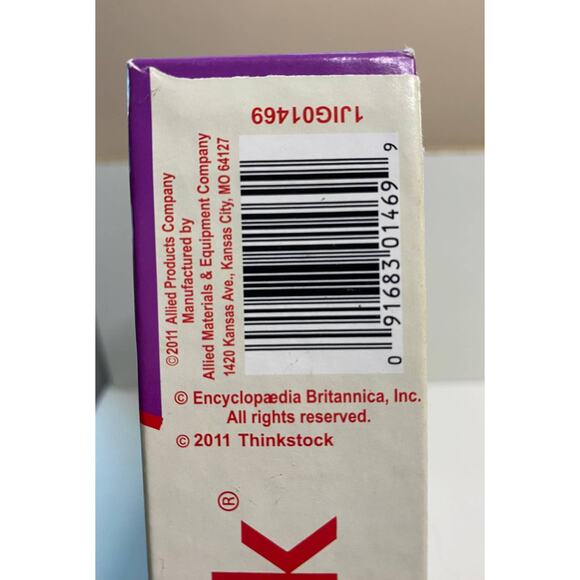 1JIG01469
©2011 Allied Products Company
Manufactured by
Allied Materials & Equipment Company
1420 Kansas Ave., Kansas City, MO 64127
0 91683 01469 9
© Encyclopædia Britannica, Inc.
All rights reserved.
© 2011 Thinkstock
k®